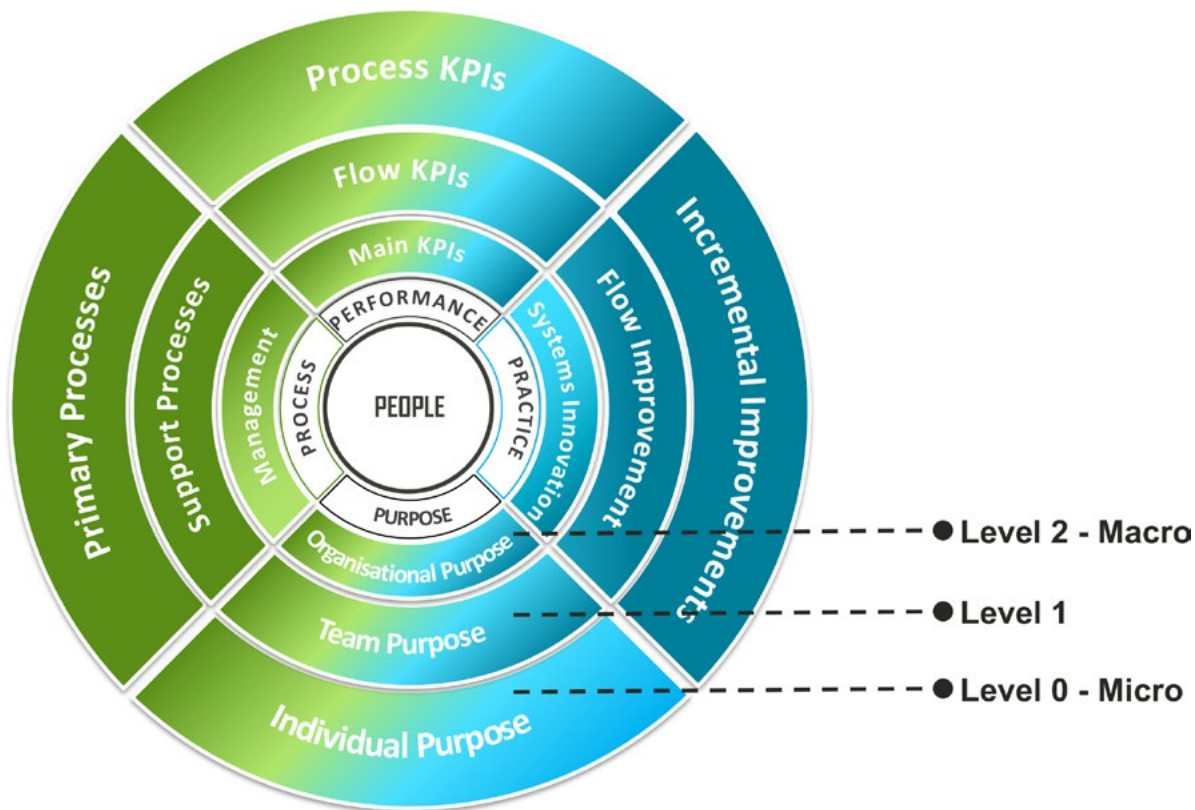 Process KPIs
Flow KPIs
Main KPIs
PERFORMANCE
Primary Processes
Support Processes
Management
PROCESS
PEOPLE
PRACTICE
Systems Innovation
Flow Improvement
Incremental Improvements
PURPOSE
Organisational Purpose
Team Purpose
Individual Purpose
Level 2 - Macro
Level 1
Level 0 - Micro